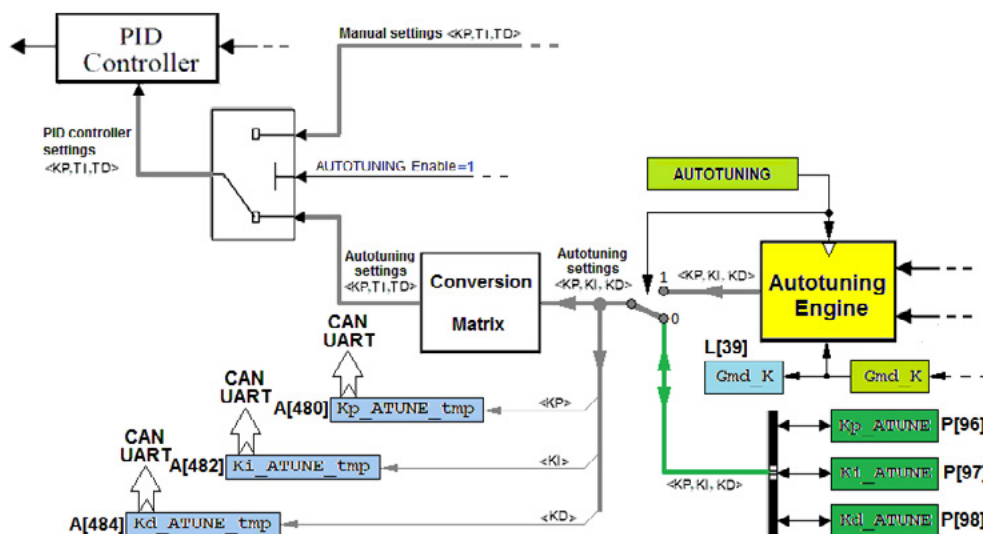 PID
Controller
Manual settings <KP,TI,TD>
PID controller
settings
<KP,TI,TD>
AUTOTUNING Enable=1
AUTOTUNING
Autotuning
settings
<KP,TI,TD>
Conversion
Matrix
Autotuning
settings
<KP, KI, KD>
1
0
<KP, KI, KD>
Autotuning
Engine
L[39]
Gmd_K
Gmd_K
CAN
UART
A[480]
Kp_ATUNE_tmp
<KP>
CAN
UART
A[482]
Ki_ATUNE_tmp
<KI>
CAN
UART
A[484]
Kd_ATUNE_tmp
<KD>
<KP, KI, KD>
Kp_ATUNE
P[96]
Ki_ATUNE
P[97]
Kd_ATUNE
P[98]